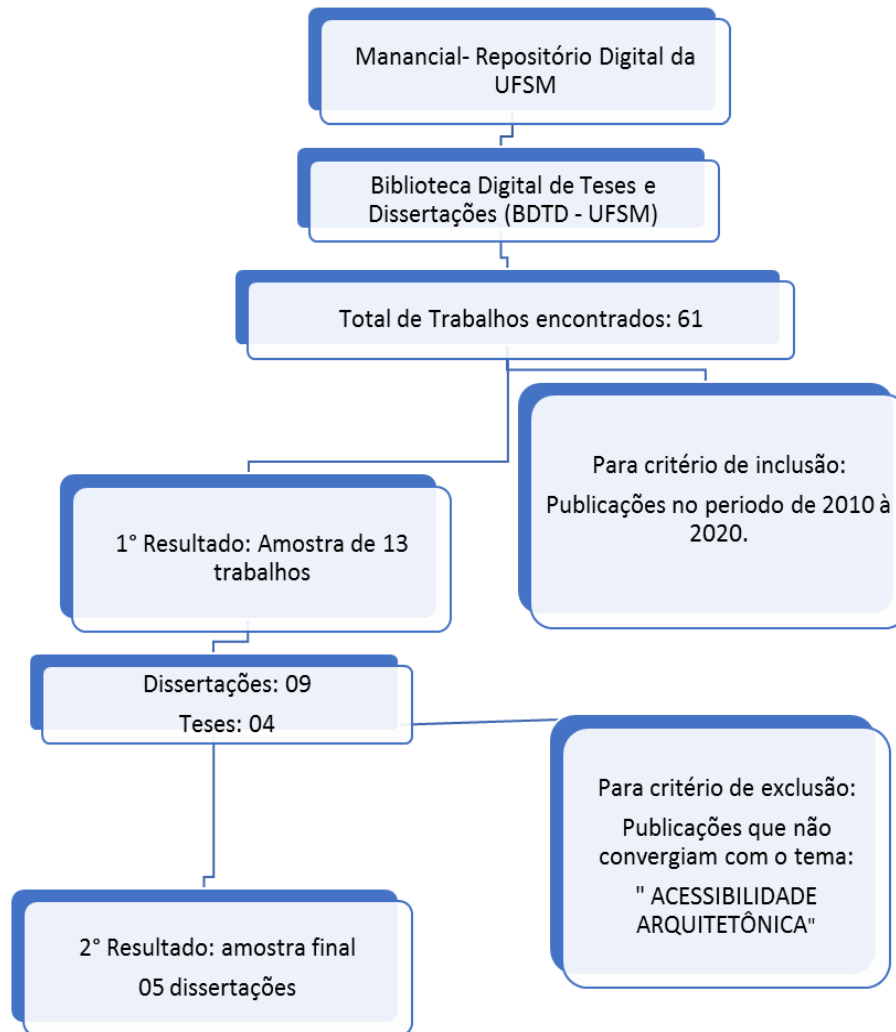 Manancial- Repositório Digital da
UFSM
Biblioteca Digital de Teses e
Dissertações (BDTD - UFSM)
Total de Trabalhos encontrados: 61
Para critério de inclusão:
Publicações no periodo de 2010 à
2020.
1° Resultado: Amostra de 13
trabalhos
Dissertações: 09
Teses: 04
Para critério de exclusão:
Publicações que não
convergiam com o tema:
" ACESSIBILIDADE
ARQUITETÔNICA"
2° Resultado: amostra final
05 dissertações